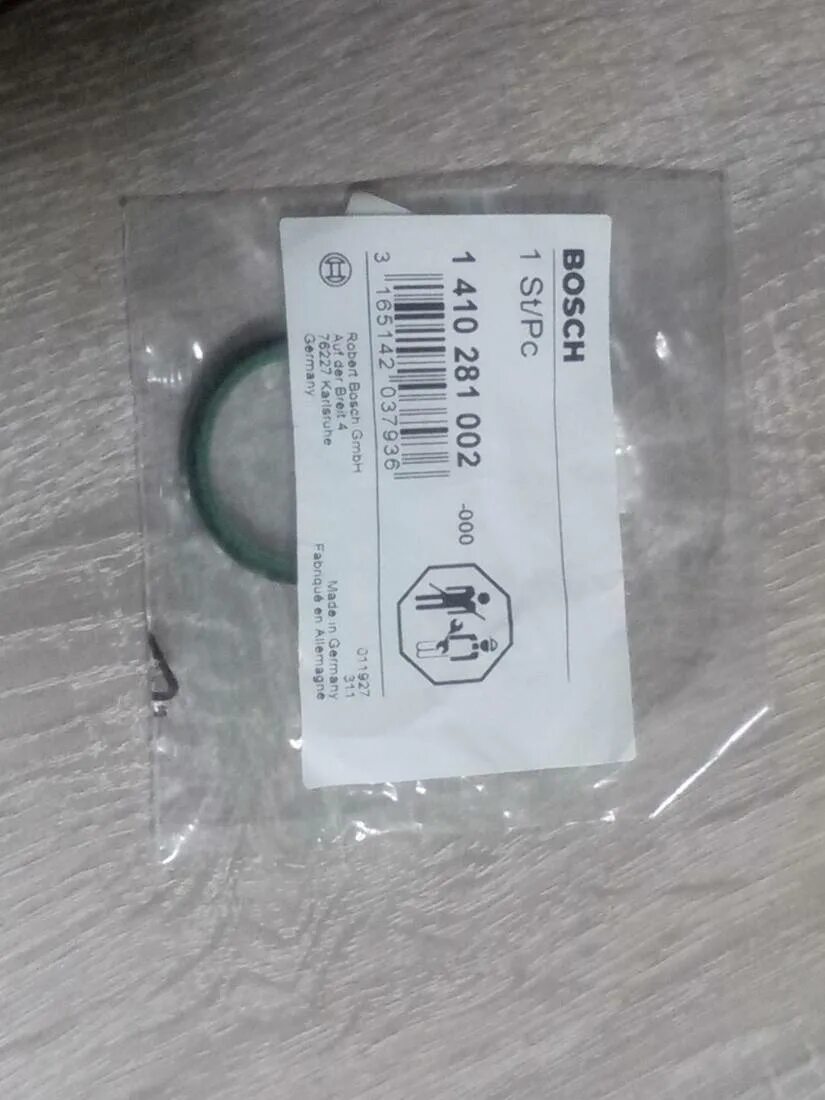 BOSCH
1 St/Pc
1 410 281 002 -000
3 165142 037936
Robert Bosch GmbH
Auf der Breit 4
76227 Karlsruhe
Germany
011927
311
Made in Germany
Fabriqué en Allemagne